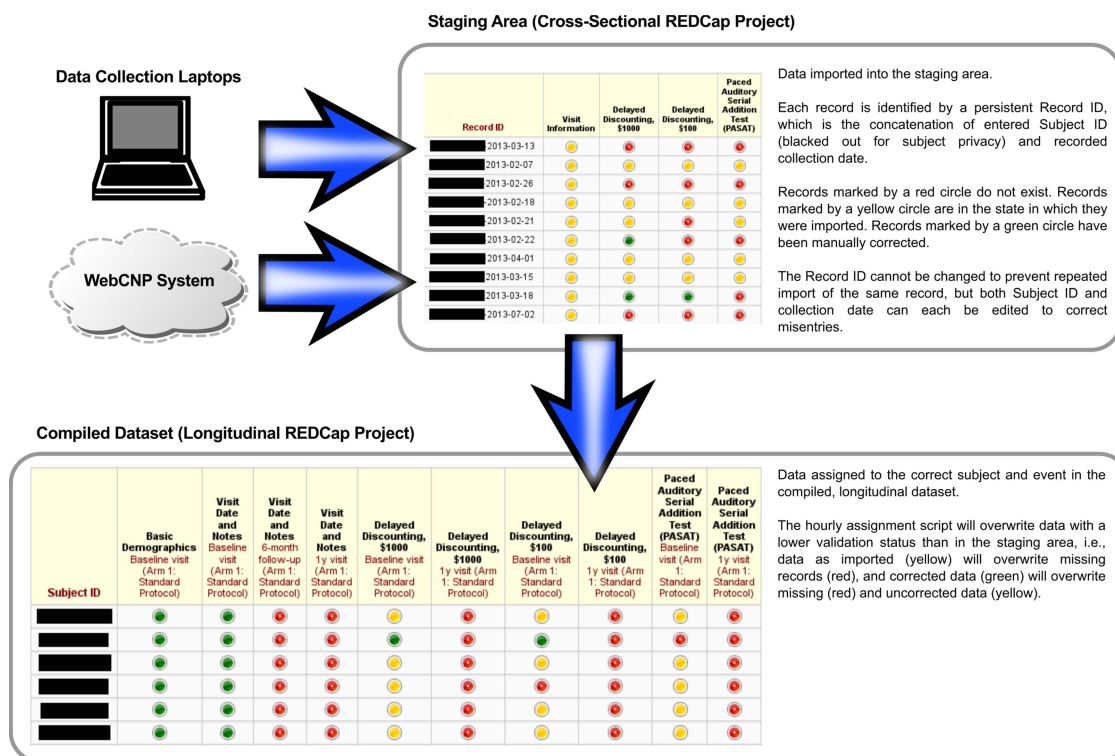 Staging Area (Cross-Sectional REDCap Project)
Data Collection Laptops
WebCNP System
Record ID
Visit
Information
Delayed
Discounting,
$1000
Delayed
Discounting,
$100
Paced
Auditory
Serial
Addition
Test
(PASAT)
-2013-03-13
-2013-02-07
-2013-02-26
-2013-02-18
-2013-02-21
-2013-02-22
-2013-04-01
-2013-03-15
-2013-03-18
-2013-07-02
Data imported into the staging area.
Each record is identified by a persistent Record ID,
which is the concatenation of entered Subject ID
(blacked out for subject privacy) and recorded
collection date.
Records marked by a red circle do not exist. Records
marked by a yellow circle are in the state in which they
were imported. Records marked by a green circle have
been manually corrected.
The Record ID cannot be changed to prevent repeated
import of the same record, but both Subject ID and
collection date can each be edited to correct
misentries.
Compiled Dataset (Longitudinal REDCap Project)
Subject ID
Basic
Demographics
Baseline visit
(Arm 1:
Standard
Protocol)
Visit
Date
and
Notes
Baseline
visit
(Arm 1:
Standard
Protocol)
Visit
Date
and
Notes
6-month
follow-up
(Arm 1:
Standard
Protocol)
Visit
Date
and
Notes
1y visit
(Arm 1:
Standard
Protocol)
Delayed
Discounting,
$1000
Baseline visit
(Arm 1:
Standard
Protocol)
Delayed
Discounting,
$1000
1y visit (Arm
1: Standard
Protocol)
Delayed
Discounting,
$100
Baseline visit
(Arm 1:
Standard
Protocol)
Delayed
Discounting,
$100
1y visit (Arm
1: Standard
Protocol)
Paced
Auditory
Serial
Addition
Test
(PASAT)
Baseline
visit (Arm
1:
Standard
Protocol)
Paced
Auditory
Serial
Addition
Test
(PASAT)
1y visit
(Arm 1:
Standard
Protocol)
Data assigned to the correct subject and event in the
compiled, longitudinal dataset.
The hourly assignment script will overwrite data with a
lower validation status than in the staging area, i.e.,
data as imported (yellow) will overwrite missing
records (red), and corrected data (green) will overwrite
missing (red) and uncorrected data (yellow).